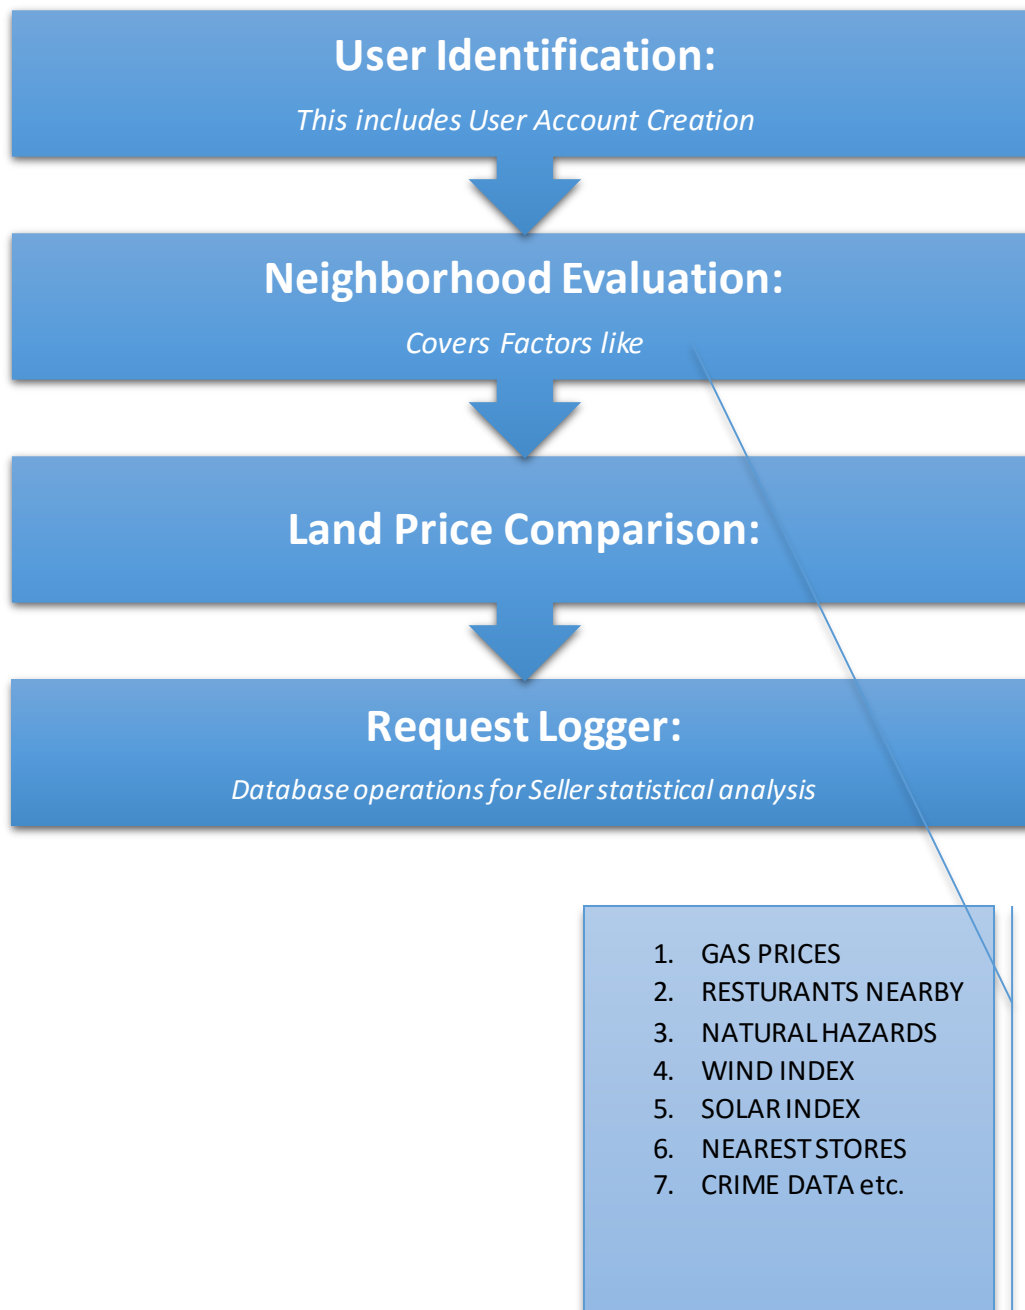 User Identification:
This includes User Account Creation
Neighborhood Evaluation:
Covers Factors like
Land Price Comparison:
Request Logger:
Database operations for Seller statistical analysis
1. GAS PRICES
2. RESTURANTS NEARBY
3. NATURAL HAZARDS
4. WIND INDEX
5. SOLAR INDEX
6. NEAREST STORES
7. CRIME DATA etc.